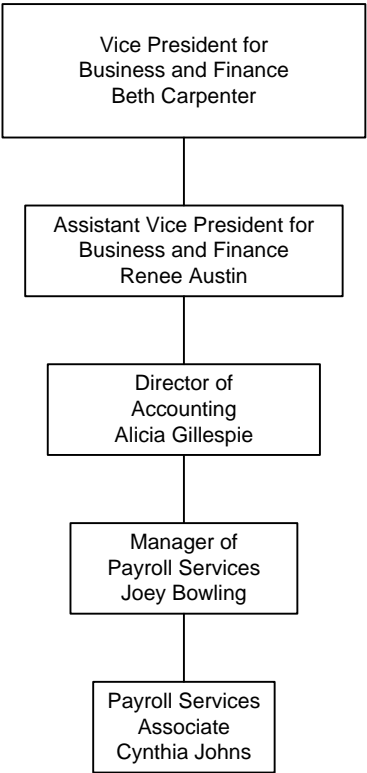 Vice President for
Business and Finance
Beth Carpenter
Assistant Vice President for
Business and Finance
Renee Austin
Director of
Accounting
Alicia Gillespie
Manager of
Payroll Services
Joey Bowling
Payroll Services
Associate
Cynthia Johns